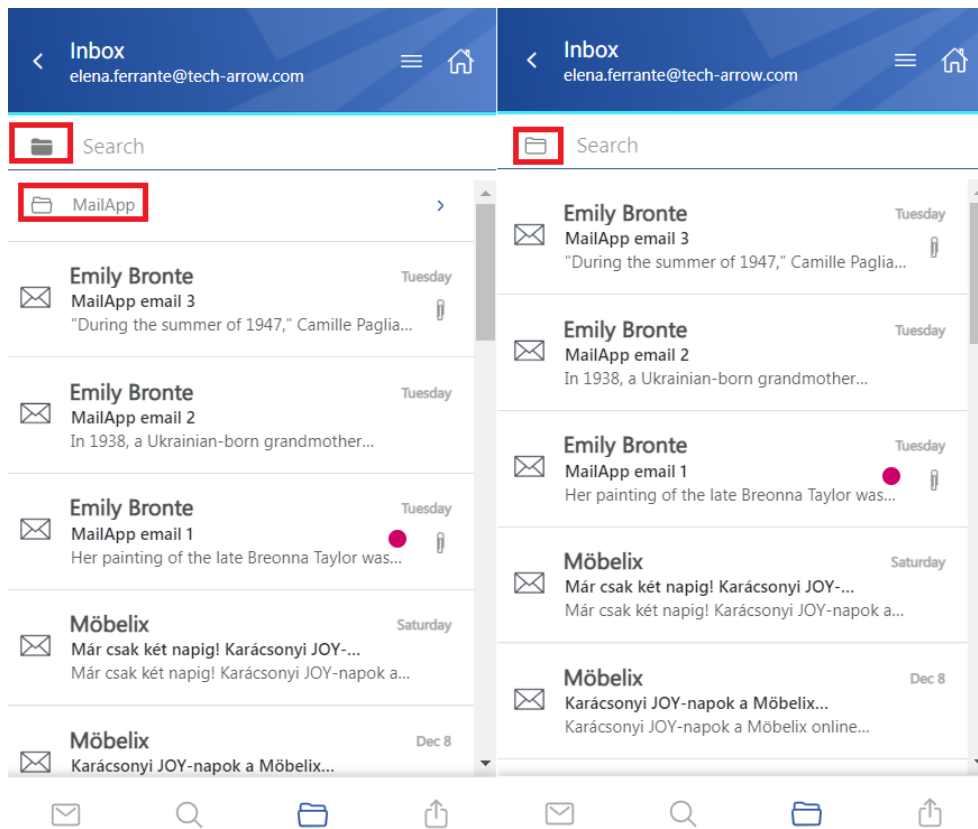 Inbox
elena.ferrante@tech-arrow.com
Search
MailApp
Emily Bronte
Tuesday
MailApp email 3
"During the summer of 1947," Camille Paglia...
Emily Bronte
Tuesday
MailApp email 2
In 1938, a Ukrainian-born grandmother...
Emily Bronte
Tuesday
MailApp email 1
Her painting of the late Breonna Taylor was...
Möbelix
Saturday
Már csak két napig! Karácsonyi JOY-...
Már csak két napig! Karácsonyi JOY-napok a...
Möbelix
Dec 8
Karácsonyi JOY-napok a Möbelix...
Inbox
elena.ferrante@tech-arrow.com
Search
Emily Bronte
Tuesday
MailApp email 3
"During the summer of 1947," Camille Paglia...
Emily Bronte
Tuesday
MailApp email 2
In 1938, a Ukrainian-born grandmother...
Emily Bronte
Tuesday
MailApp email 1
Her painting of the late Breonna Taylor was...
Möbelix
Saturday
Már csak két napig! Karácsonyi JOY-...
Már csak két napig! Karácsonyi JOY-napok a...
Möbelix
Dec 8
Karácsonyi JOY-napok a Möbelix...
Karácsonyi JOY-napok a Möbelix online...